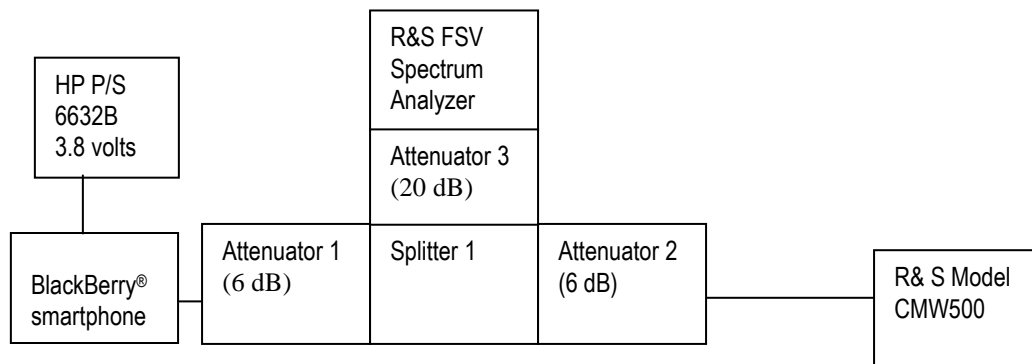 R&S FSV
Spectrum
Analyzer
HP P/S
6632B
3.8 volts
Attenuator 3
(20 dB)
BlackBerry®
smartphone
Attenuator 1
(6 dB)
Splitter 1
Attenuator 2
(6 dB)
R& S Model
CMW500